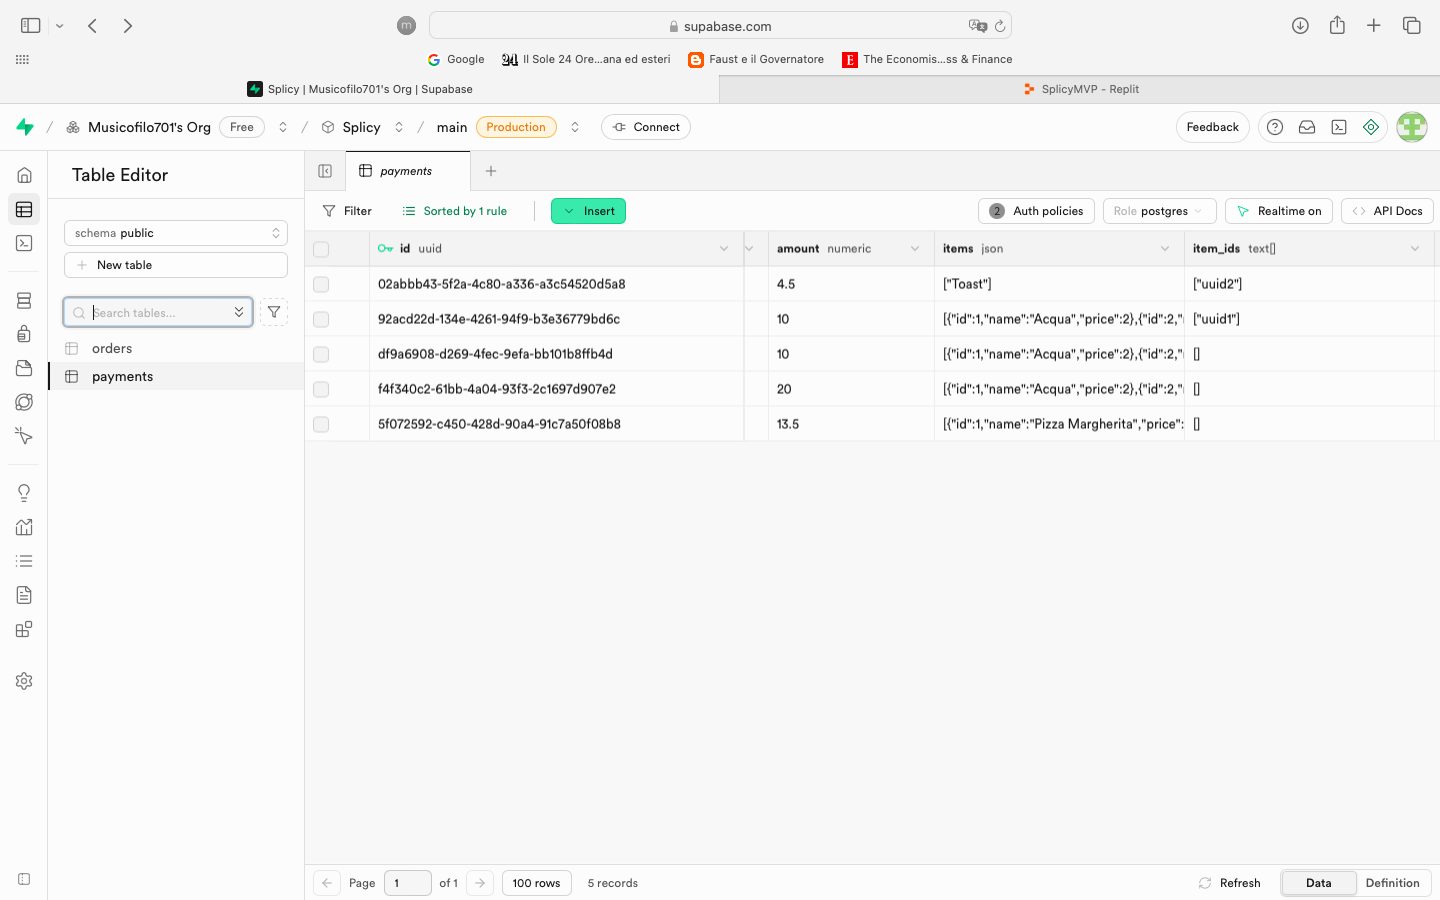 m
supabase.com
Google
Il Sole 24 Ore...ana ed esteri
Faust e il Governatore
The Economis...ss & Finance
Splicy | Musicofilo701's Org | Supabase
SplicyMVP - Replit
/ Musicofilo701's Org Free / Splicy / main Production Connect
Feedback
Table Editor
payments
schema public
New table
Search tables...
orders
payments
Filter
Sorted by 1 rule
Insert
2 Auth policies
Role postgres
Realtime on
API Docs
id uuid amount numeric items json item_ids text[]
02abbb43-5f2a-4c80-a336-a3c54520d5a8 4.5 ["Toast"] ["uuid2"]
92acd22d-134e-4261-94f9-b3e36779bd6c 10 [{"id":1,"name":"Acqua","price":2},{"id":2," ["uuid1"]
df9a6908-d269-4fec-9efa-bb101b8ffb4d 10 [{"id":1,"name":"Acqua","price":2},{"id":2," []
f4f340c2-61bb-4a04-93f3-2c1697d907e2 20 [{"id":1,"name":"Acqua","price":2},{"id":2," []
5f072592-c450-428d-90a4-91c7a50f08b8 13.5 [{"id":1,"name":"Pizza Margherita","price": []
Page 1 of 1
100 rows
5 records
Refresh
Data
Definition